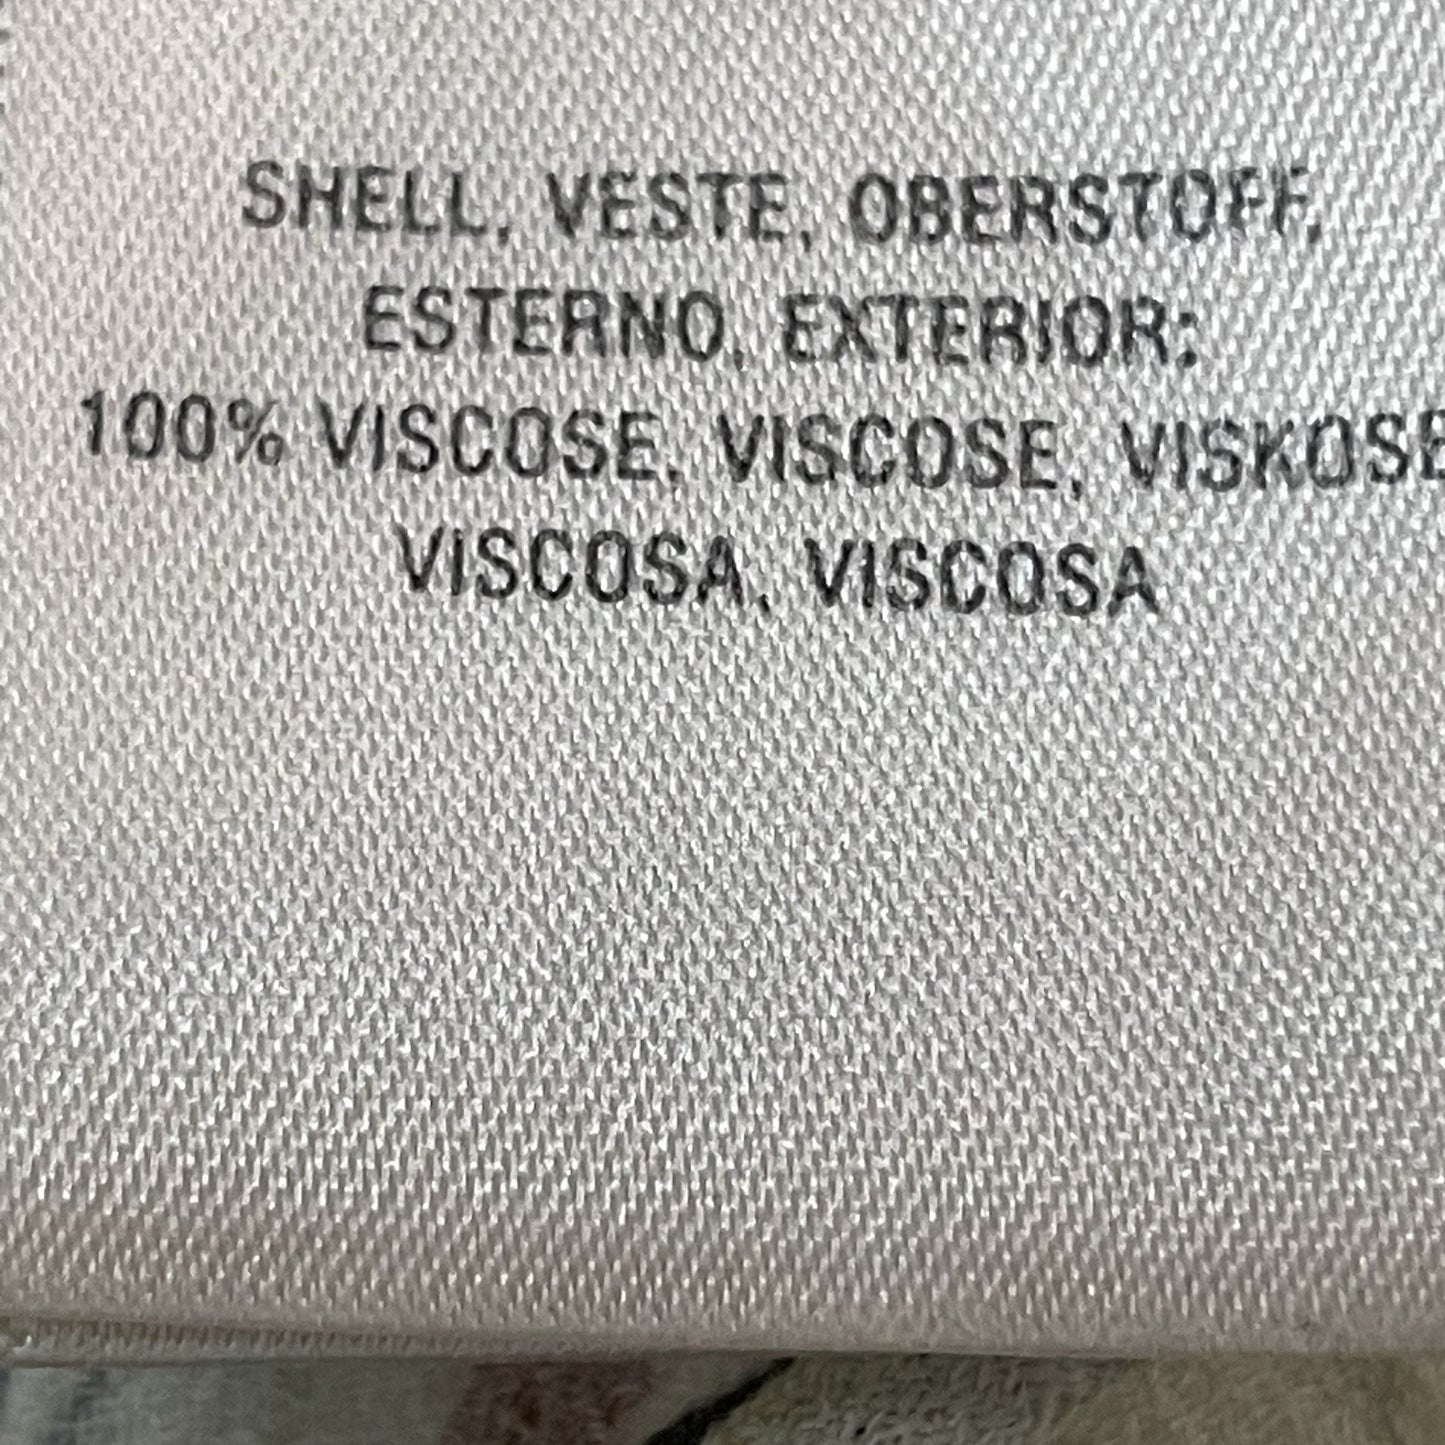 SHELL, VESTE, OBERSTOFF,
ESTERNO, EXTERIOR:
100% VISCOSE, VISCOSE, VISKOSE
VISCOSA, VISCOSA